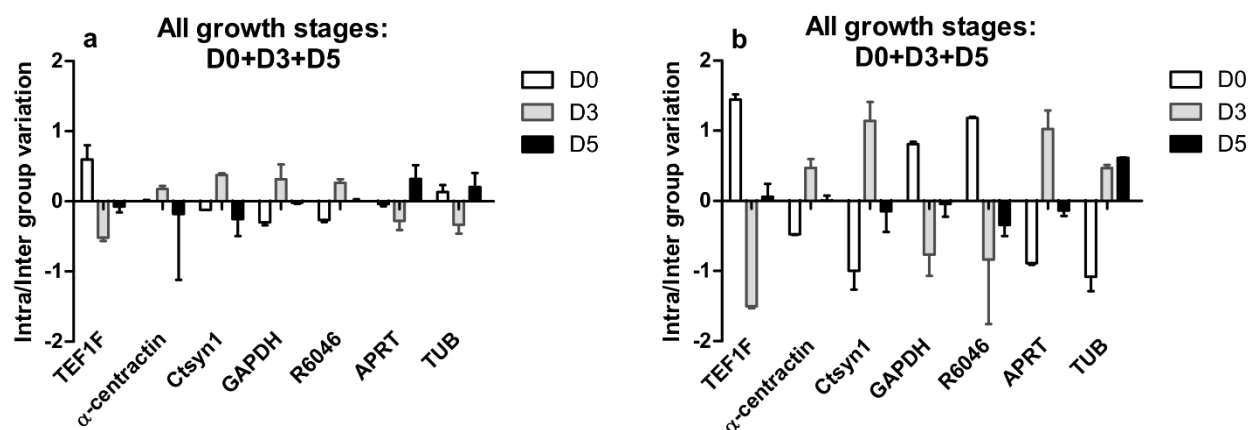 a
All growth stages:
D0+D3+D5
Intra/Inter group variation
2
1
0
-1
-2
TEF1F
α-centractin
Ctsyn1
GAPDH
R6046
APRT
TUB
D0
D3
D5
b
All growth stages:
D0+D3+D5
Intra/Inter group variation
2
1
0
-1
-2
TEF1F
α-centractin
Ctsyn1
GAPDH
R6046
APRT
TUB
D0
D3
D5